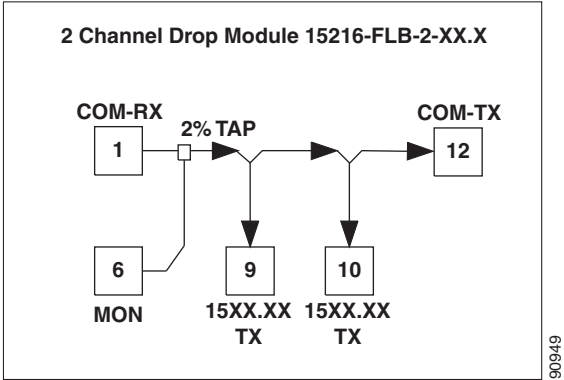 2 Channel Drop Module 15216-FLB-2-XX.X
COM-RX
2% TAP
COM-TX
1
12
6
9
10
MON
15XX.XX
TX
15XX.XX
TX
90949